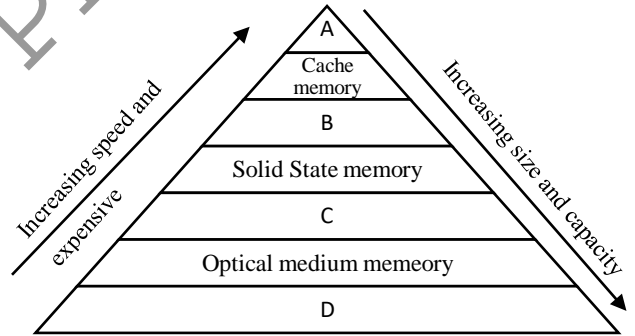 A
Cache
memory
B
Solid State memory
C
Optical medium memeory
D
Increasing speed and
expensive
Increasing size and capacity